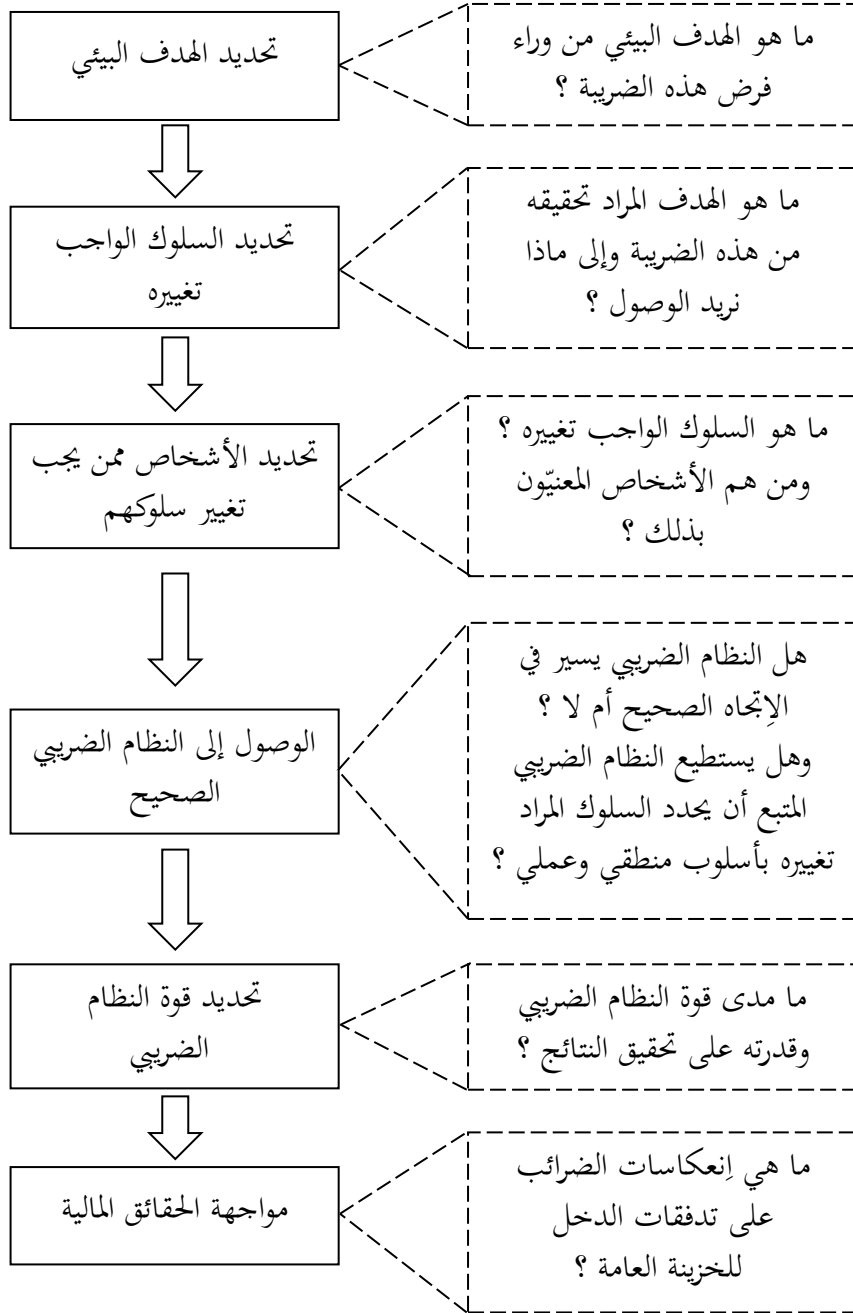 تحديد الهدف البيئي
ما هو الهدف البيئي من وراء
فرض هذه الضريبة ؟
تحديد السلوك الواجب
تغييره
ما هو الهدف المراد تحقيقه
من هذه الضريبة وإلى ماذا
نريد الوصول ؟
تحديد الأشخاص ممن يجب
تغيير سلوكهم
ما هو السلوك الواجب تغييره ؟
ومن هم الأشخاص المعنيّون
بذلك ؟
الوصول إلى النظام الضريبي
الصحيح
هل النظام الضريبي يسير في
الإِتجاه الصحيح أم لا ؟
وهل يستطيع النظام الضريبي
المتبع أن يحدد السلوك المراد
تغييره بأسلوب منطقي وعملي ؟
تحديد قوة النظام
الضريبي
ما مدى قوة النظام الضريبي
وقدرته على تحقيق النتائج ؟
مواجهة الحقائق المالية
ما هي إِنعكاسات الضرائب
على تدفقات الدخل
للخزينة العامة ؟